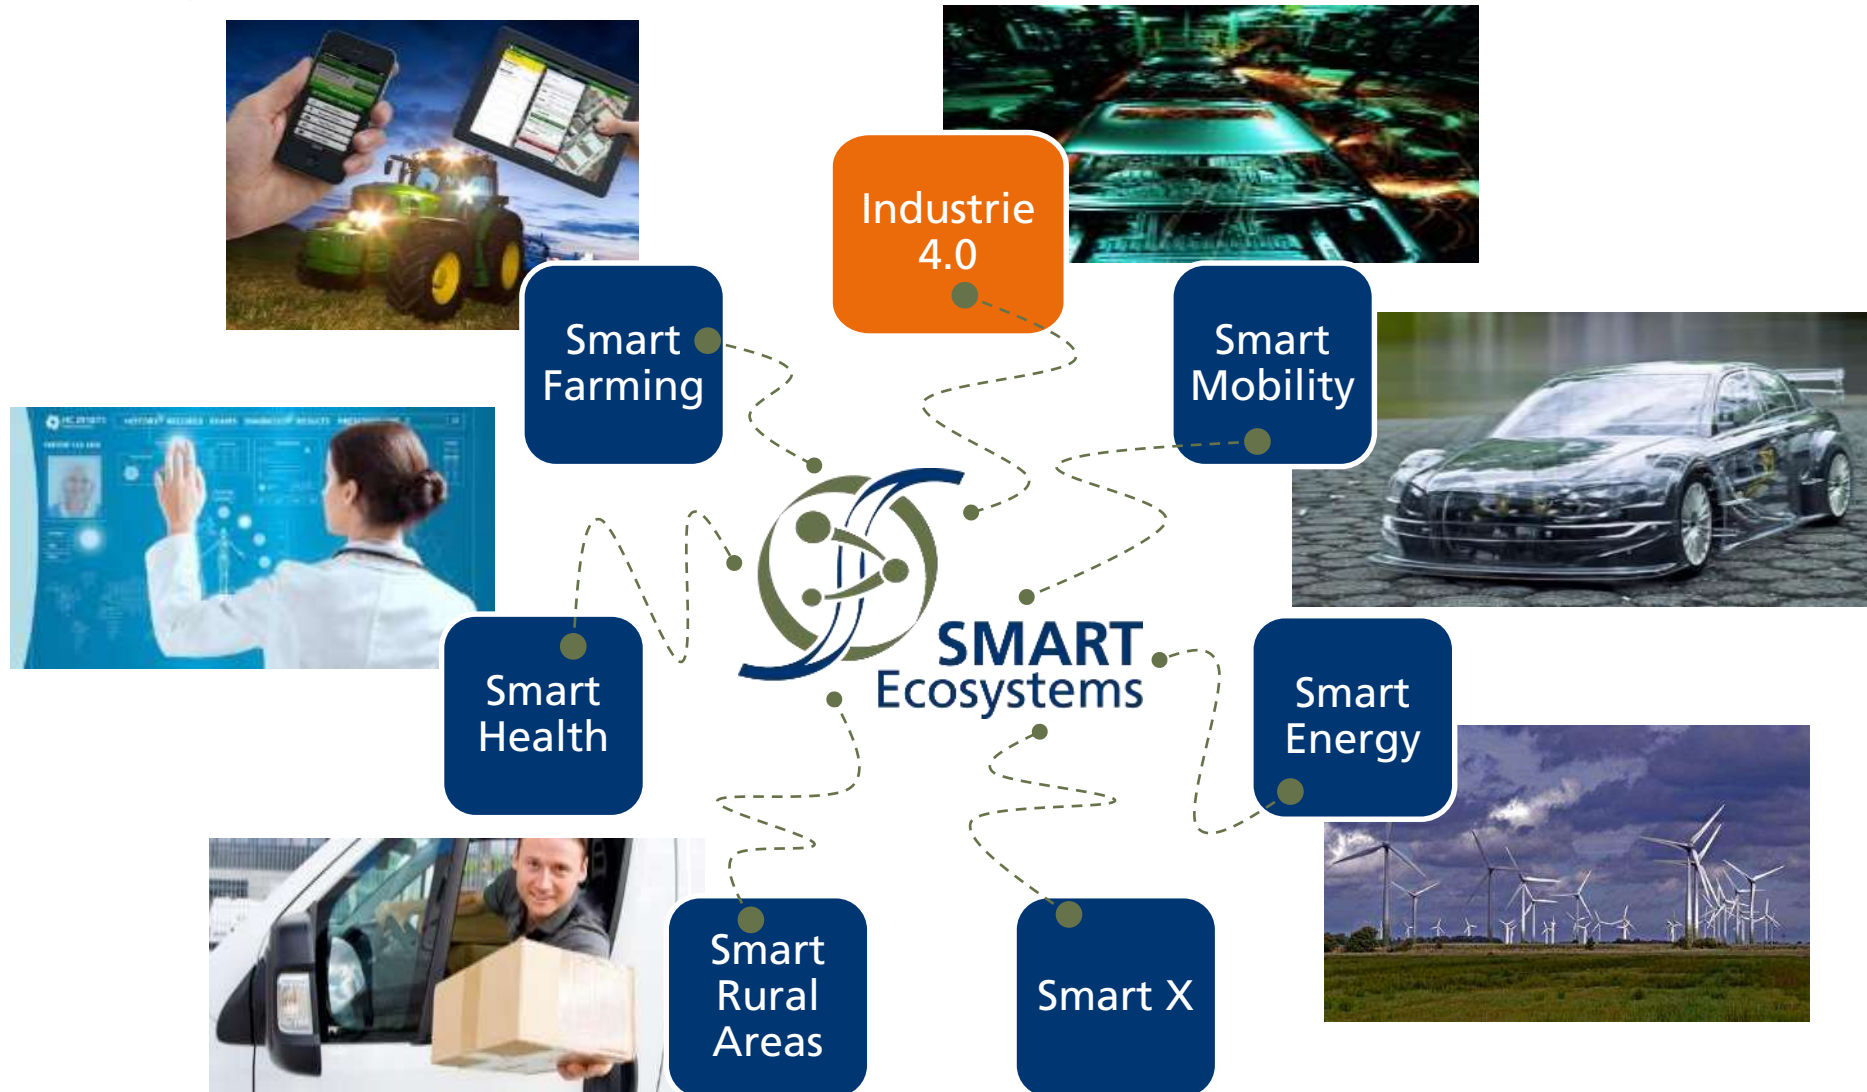 Industrie
4.0
Smart
Farming
Smart
Mobility
SMART
Ecosystems
Smart
Health
Smart
Energy
Smart
Rural
Areas
Smart X